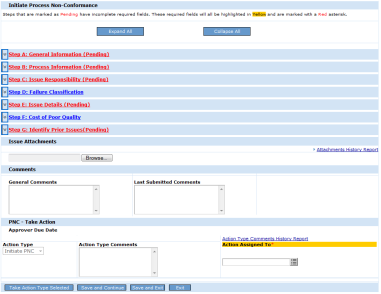 Initiate Process Non-Conformance
Steps that are marked as Pending have incomplete required fields. These required fields will all be highlighted in Yellow and are marked with a Red asterisk.
Expand All
Collapse All
Step A: General Information (Pending)
Step B: Process Information (Pending)
Step C: Issue Responsibility (Pending)
Step D: Failure Classification
Step E: Issue Details (Pending)
Step F: Cost of Poor Quality
Step G: Identify Prior Issues(Pending)
Issue Attachments
* Attachments History Report
Browse...
Comments
General Comments
Last Submitted Comments
PNC - Take Action
Approver Due Date
Action Type Comments History Report
Action Type
Action Type Comments
Action Assigned To*
Initiate PNC
Take Action Type Selected
Save and Continue
Save and Exit
Exit